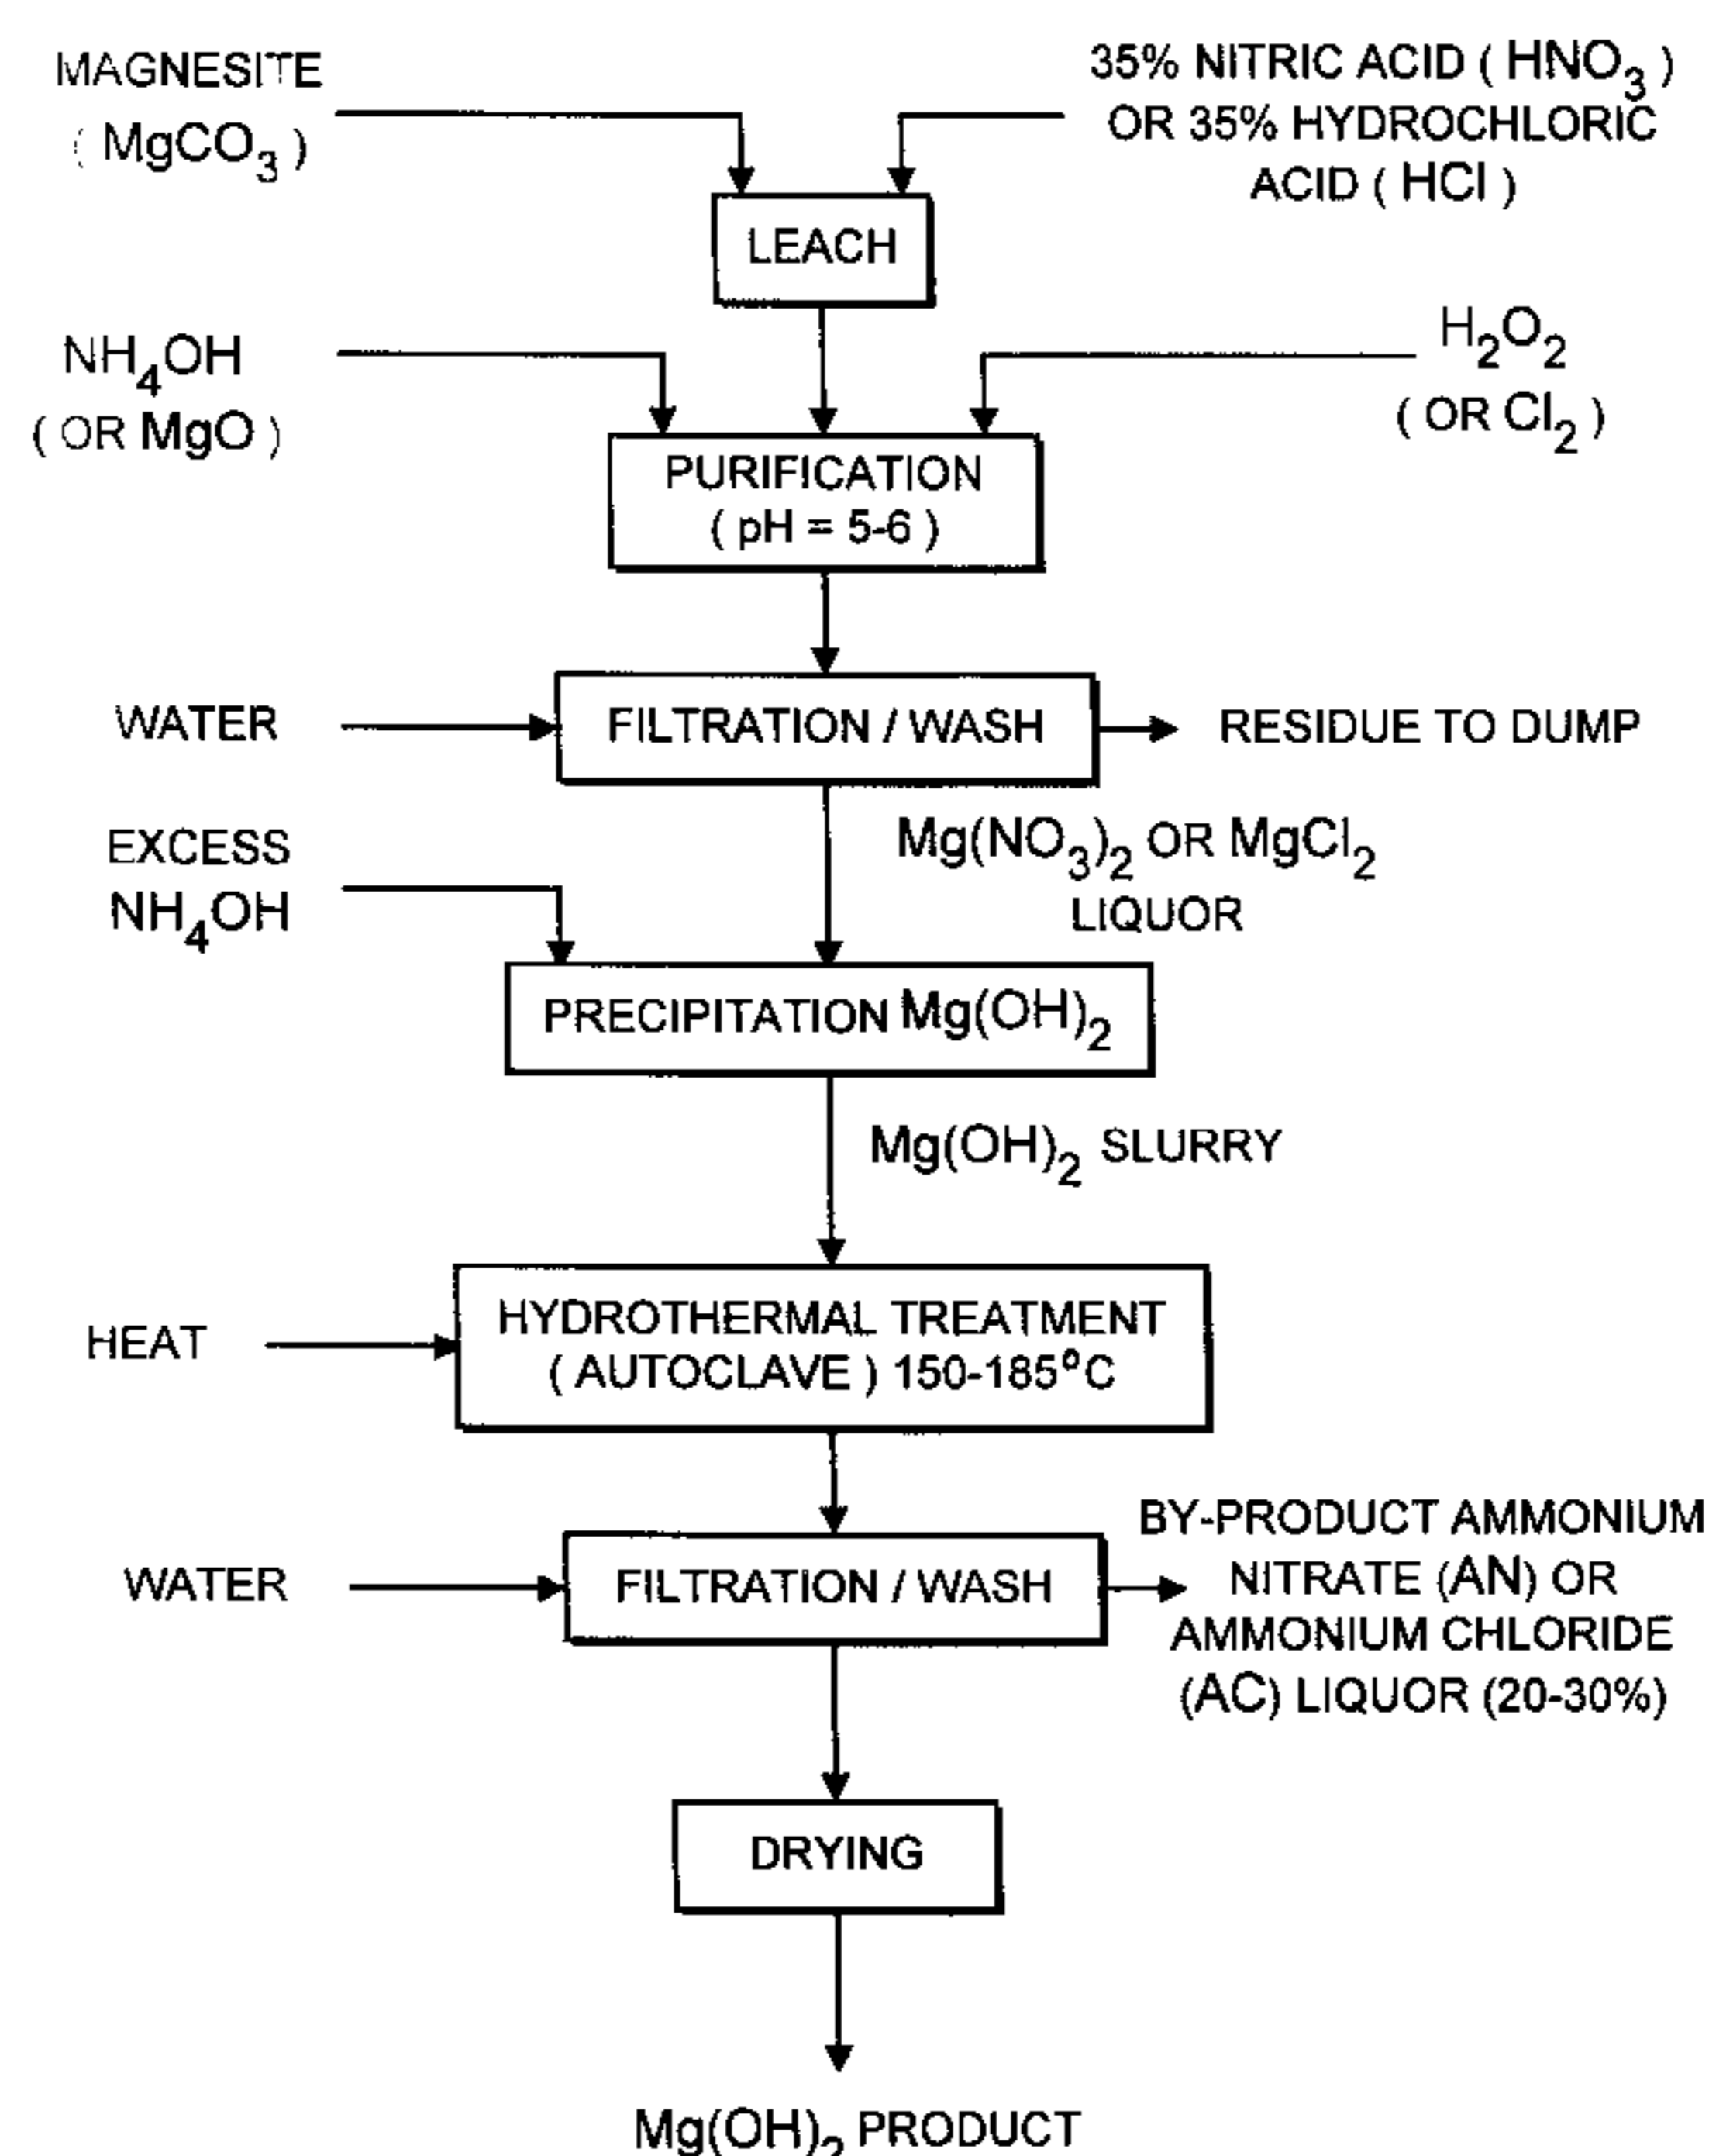 MAGNESITE
( MgCO3 )
35% NITRIC ACID ( HNO3 )
OR 35% HYDROCHLORIC
ACID ( HCl )
LEACH
NH4OH
( OR MgO )
H2O2
( OR Cl2 )
PURIFICATION
( pH = 5-6 )
WATER
FILTRATION / WASH
RESIDUE TO DUMP
EXCESS
NH4OH
Mg(NO3)2 OR MgCl2
LIQUOR
PRECIPITATION Mg(OH)2
Mg(OH)2 SLURRY
HEAT
HYDROTHERMAL TREATMENT
( AUTOCLAVE ) 150-185°C
WATER
FILTRATION / WASH
BY-PRODUCT AMMONIUM
NITRATE (AN) OR
AMMONIUM CHLORIDE
(AC) LIQUOR (20-30%)
DRYING
Mg(OH)2 PRODUCT